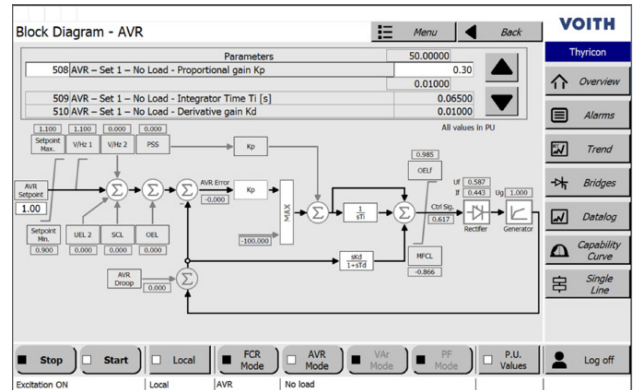 Block Diagram - AVR
Menu
Back
VOITH
Thyricon
Parameters
50.00000
508 AVR – Set 1 – No Load - Proportional gain Kp
0.30
0.01000
509 AVR – Set 1 – No Load - Integrator Time Ti [s]
0.06500
510 AVR – Set 1 – No Load - Derivative gain Kd
0.01000
All values in PU
Overview
Alarms
Trend
Bridges
Datalog
Capability Curve
Single Line
1.100 1.100 0.000 0.000
Setpoint Max.
V/Hz 1
V/Hz 2
PSS
Kp
0.985
OELf
AVR Setpoint
1.00
Σ
Σ
Σ
AVR Error
-0.000
Kp
MAX
Σ
1
sTi
Σ
Uf 0.587
If 0.443
Ctrl Sig.
0.617
Ug 1.000
Rectifier
Generator
Setpoint Min.
0.900
UEL 2
0.000
SCL
0.000
OEL
0.000
-100.000
sKd
1+sTd
MFCL
-0.866
AVR Droop
0.000
Σ
Stop
Start
Local
FCR Mode
AVR Mode
VAr Mode
PF Mode
P.U. Values
Log off
Excitation ON
Local
AVR
No load